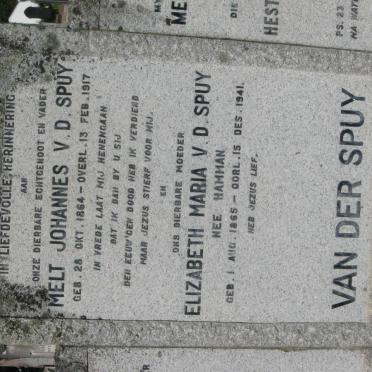 IN LIEFDEVOLLE HERINNERING
AAN
ONZE DIERBARE ECHTGENOOT EN VADER
MELT JOHANNES V. D. SPUY
GEB. 28 OKT. 1864 – OVERL. 13 FEB. 1917
IN VREDE LAAT MIJ HENENGAAN
DAT IK DAN BY U SIJ
DEN EEUW'GEN DOOD HEB IK VERDIEND
MAAR JEZUS STIERF VOOR MIJ.
EN
ONS DIERBARE MOEDER
ELIZABETH MARIA V. D. SPUY
NEE HAMMAN
GEB. 1 AUG. 1865 – OORL. 15 DES. 1941.
HEB JEZUS LIEF.
VAN DER SPUY
ME
DIE
HEST
PS. 23
NA